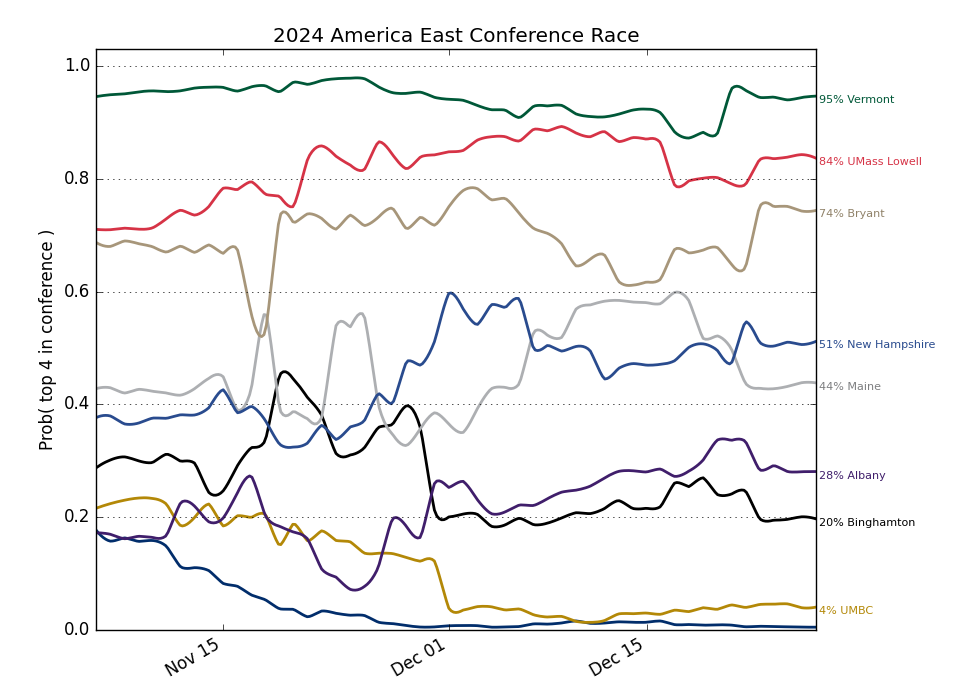 2024 America East Conference Race
Prob( top 4 in conference )
1.0
0.8
0.6
0.4
0.2
0.0
Nov 15
Dec 01
Dec 15
95% Vermont
84% UMass Lowell
74% Bryant
51% New Hampshire
44% Maine
28% Albany
20% Binghamton
4% UMBC